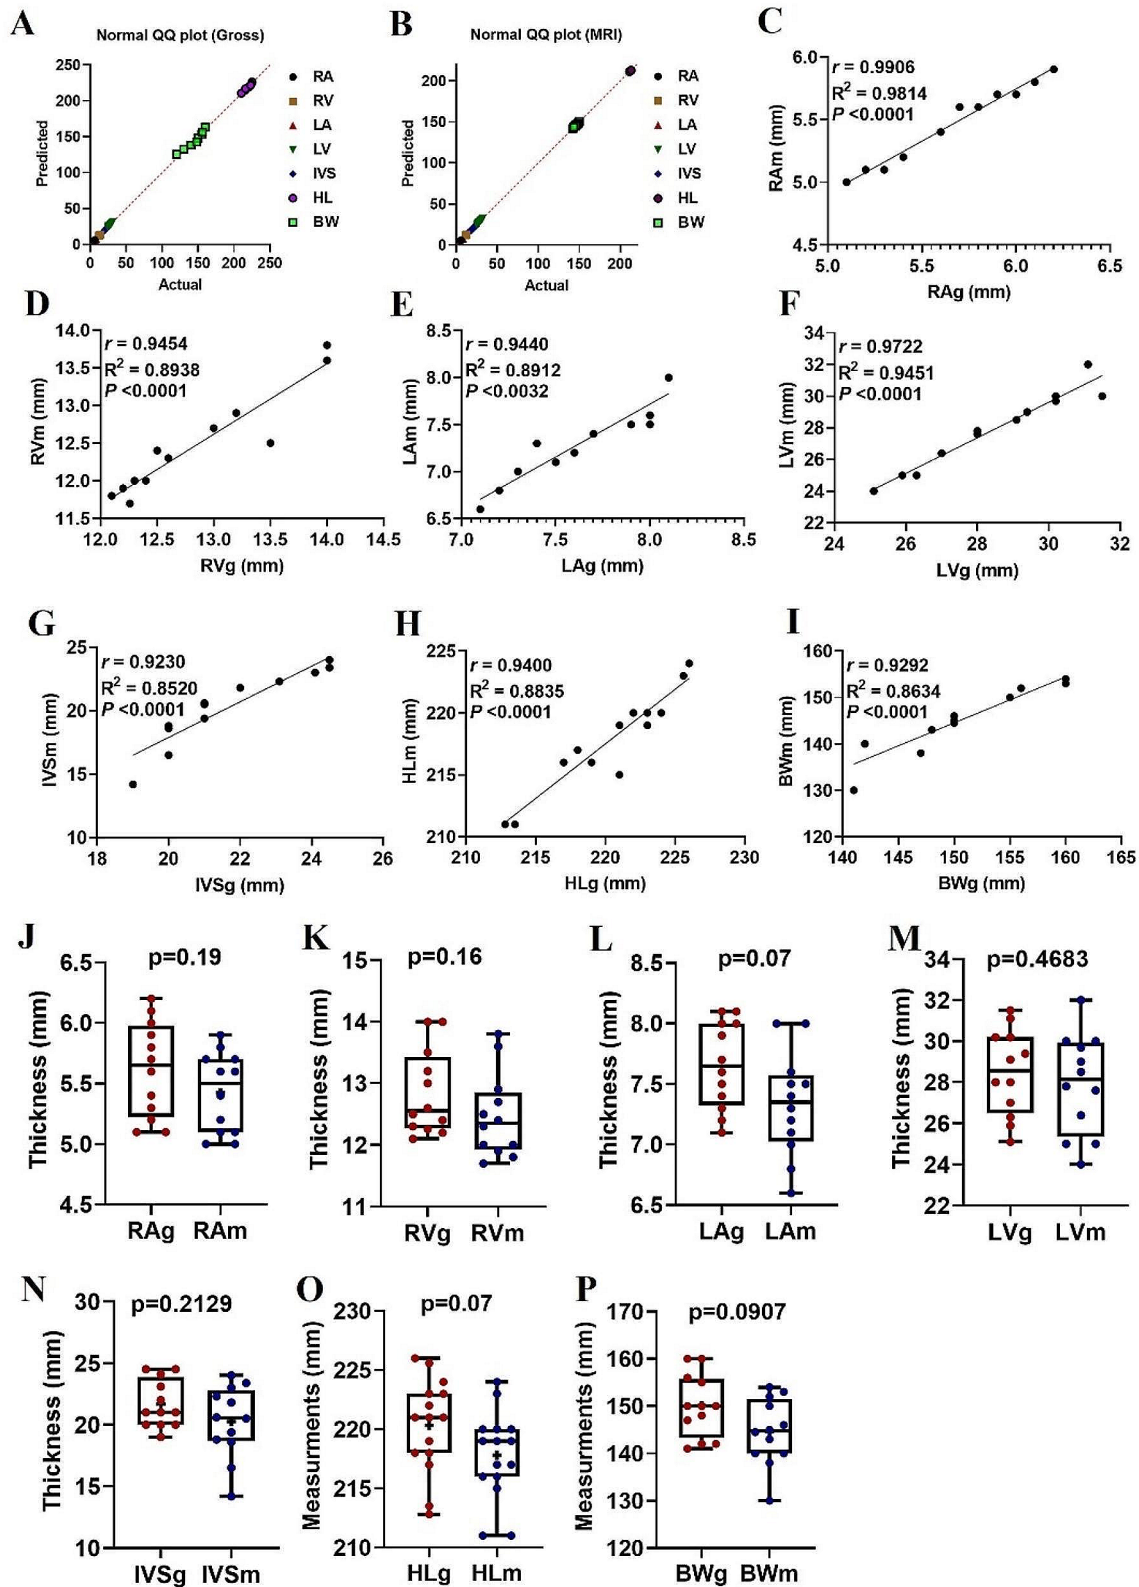 A
Normal QQ plot (Gross)
250
200
150
100
50
0
Predicted
0 50 100 150 200 250
Actual
RA
RV
LA
LV
IVS
HL
BW
B
Normal QQ plot (MRI)
200
150
100
50
0
Predicted
0 50 100 150 200
Actual
RA
RV
LA
LV
IVS
HL
BW
C
r = 0.9906
R2 = 0.9814
P <0.0001
6.0
5.5
5.0
4.5
RAm (mm)
5.0 5.5 6.0 6.5
RAg (mm)
D
r = 0.9454
R2 = 0.8938
P <0.0001
14.0
13.5
13.0
12.5
12.0
11.5
RVm (mm)
12.0 12.5 13.0 13.5 14.0 14.5
RVg (mm)
E
r = 0.9440
R2 = 0.8912
P <0.0032
8.5
8.0
7.5
7.0
6.5
LAm (mm)
7.0 7.5 8.0 8.5
LAg (mm)
F
r = 0.9722
R2 = 0.9451
P <0.0001
34
32
30
28
26
24
22
LVm (mm)
24 26 28 30 32
LVg (mm)
G
r = 0.9230
R2 = 0.8520
P <0.0001
25
20
15
10
IVSm (mm)
18 20 22 24 26
IVSg (mm)
H
r = 0.9400
R2 = 0.8835
P <0.0001
225
220
215
210
HLm (mm)
210 215 220 225 230
HLg (mm)
I
r = 0.9292
R2 = 0.8634
P <0.0001
160
150
140
130
120
BWm (mm)
140 145 150 155 160 165
BWg (mm)
J
p=0.19
6.5
6.0
5.5
5.0
4.5
Thickness (mm)
RAg RAm
K
p=0.16
15
14
13
12
11
Thickness (mm)
RVg RVm
L
p=0.07
8.5
8.0
7.5
7.0
6.5
Thickness (mm)
LAg LAm
M
p=0.4683
34
32
30
28
26
24
22
Thickness (mm)
LVg LVm
N
p=0.2129
30
25
20
15
10
Thickness (mm)
IVSg IVSm
O
p=0.07
230
225
220
215
210
Measurments (mm)
HLg HLm
P
p=0.0907
170
160
150
140
130
120
Measurments (mm)
BWg BWm